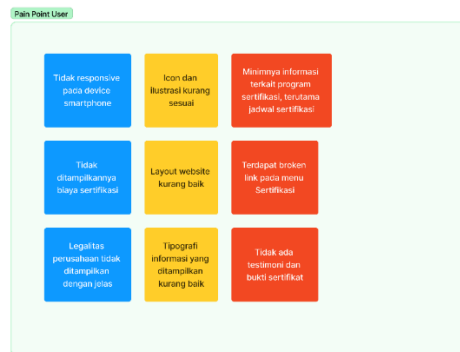 Pain Point User
Tidak responsive
pada device
smartphone
Icon dan
ilustrasi kurang
sesuai
Minimnya informasi
terkait program
sertifikasi, terutama
jadwal sertifikasi
Tidak
ditampilkannya
biaya sertifikasi
Layout website
kurang baik
Terdapat broken
link pada menu
Sertifikasi
Legalitas
perusahaan tidak
ditampilkan
dengan jelas
Tipografi
informasi yang
ditampilkan
kurang baik
Tidak ada
testimoni dan
bukti sertifikat